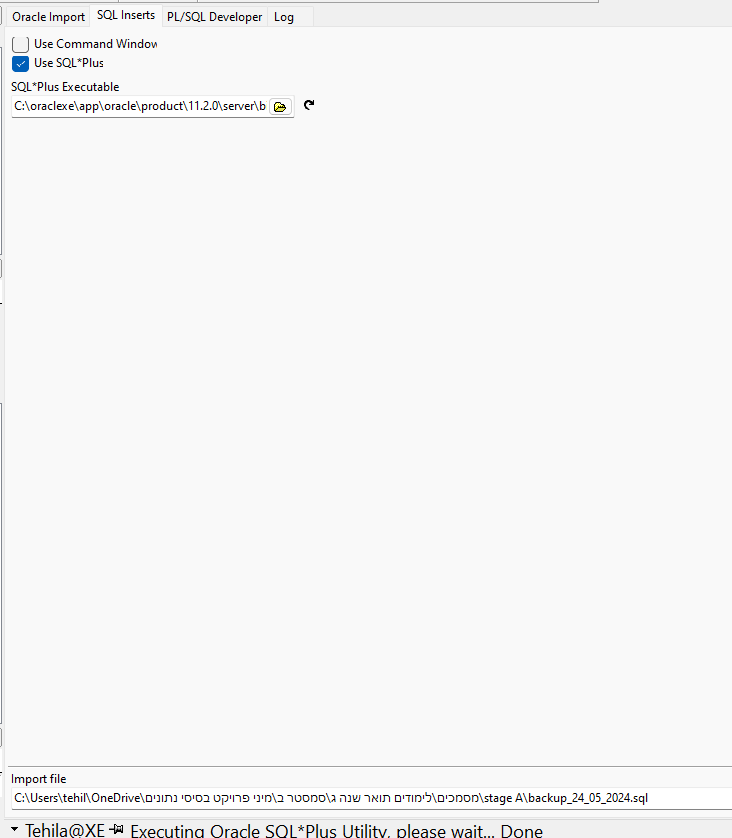 Oracle Import SQL Inserts PL/SQL Developer Log
Use Command Window
Use SQL*Plus
SQL*Plus Executable
C:\oraclexe\app\oracle\product\11.2.0\server\b
Import file
C:\Users\tehil\OneDrive\מסמכים\לימודים תואר שנה ג\סמסטר ב\מיני פרויקט בסיסי נתונים\stage A\backup_24_05_2024.sql
Tehila@XE Executing Oracle SQL*Plus Utility, please wait... Done